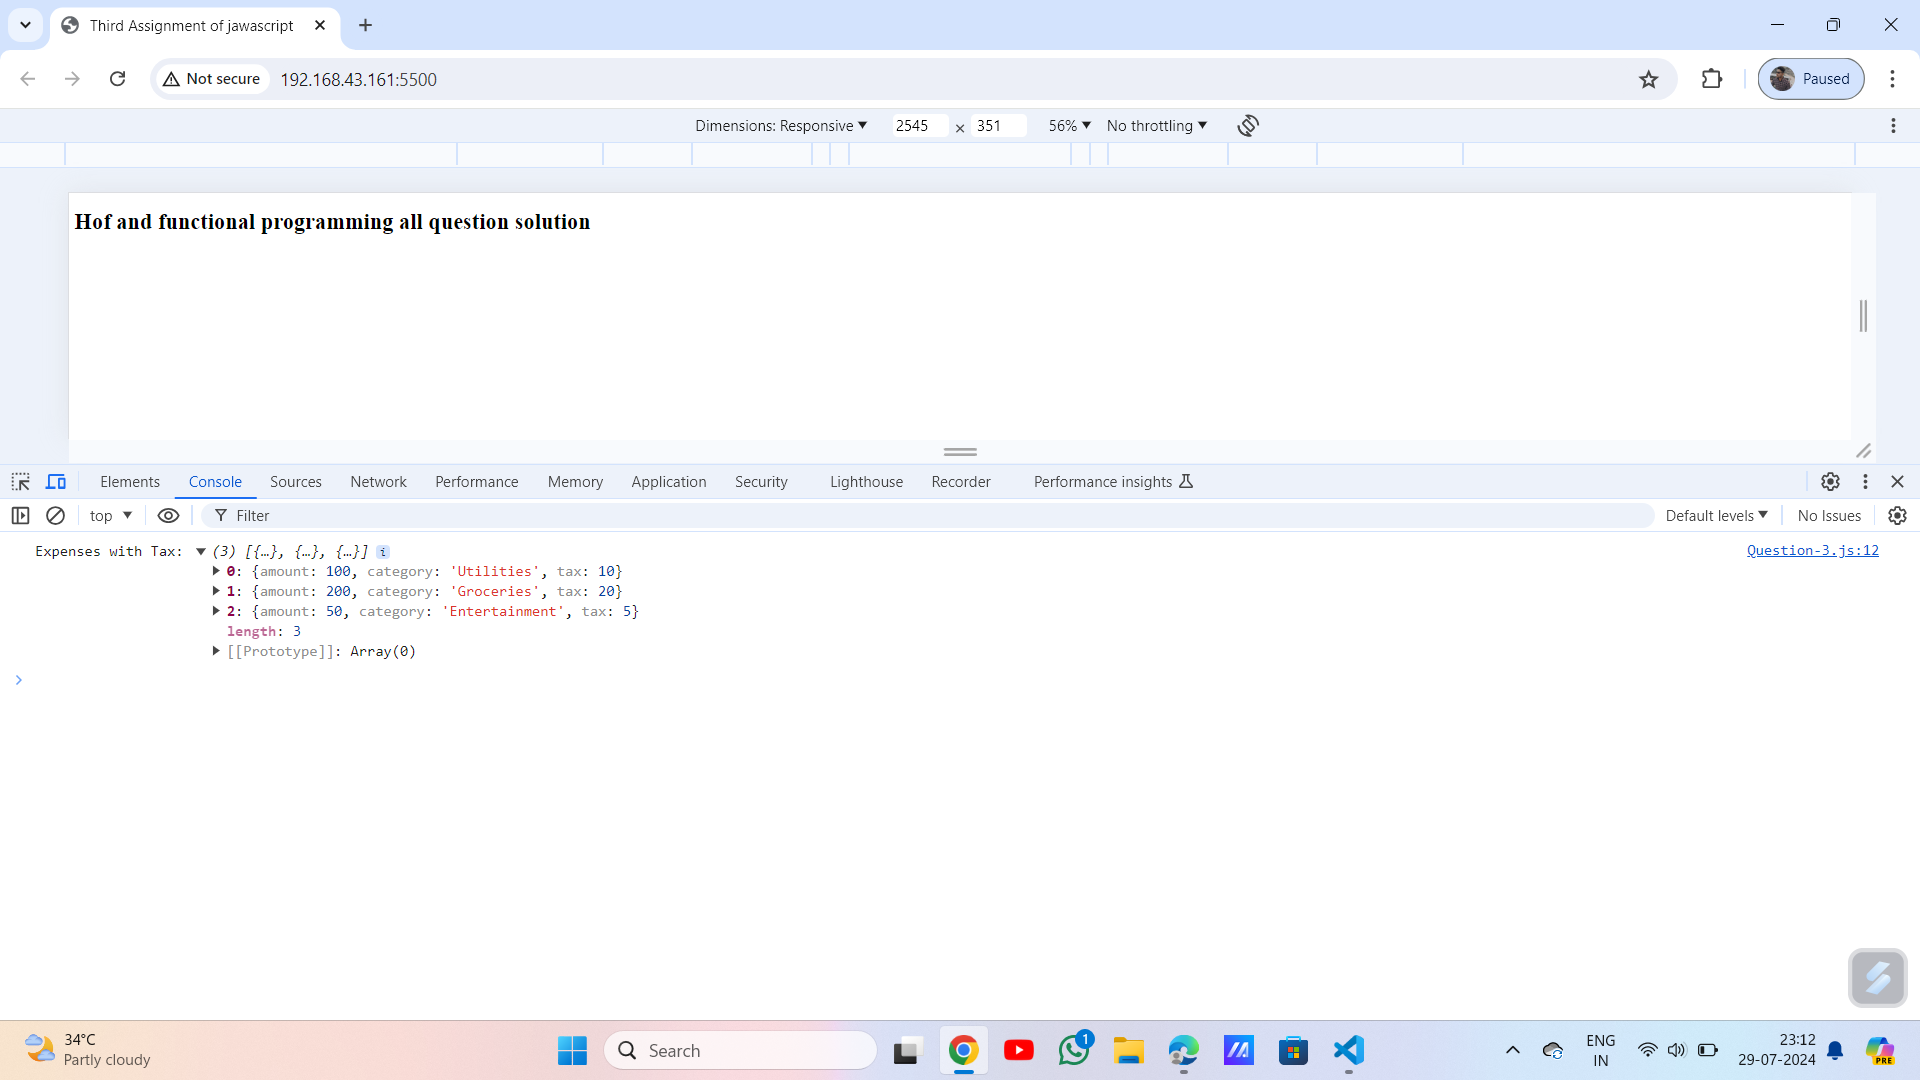 Third Assignment of jawascript
Not secure
192.168.43.161:5500
Paused
Dimensions: Responsive
2545
×
351
56%
No throttling
Hof and functional programming all question solution
Elements
Console
Sources
Network
Performance
Memory
Application
Security
Lighthouse
Recorder
Performance insights
top
Filter
Default levels
No Issues
Expenses with Tax: (3) [{…}, {…}, {…}] i
Question-3.js:12
0: {amount: 100, category: 'Utilities', tax: 10}
1: {amount: 200, category: 'Groceries', tax: 20}
2: {amount: 50, category: 'Entertainment', tax: 5}
length: 3
[[Prototype]]: Array(0)
34°C
Partly cloudy
Search
1
ENG
IN
23:12
29-07-2024
PRE